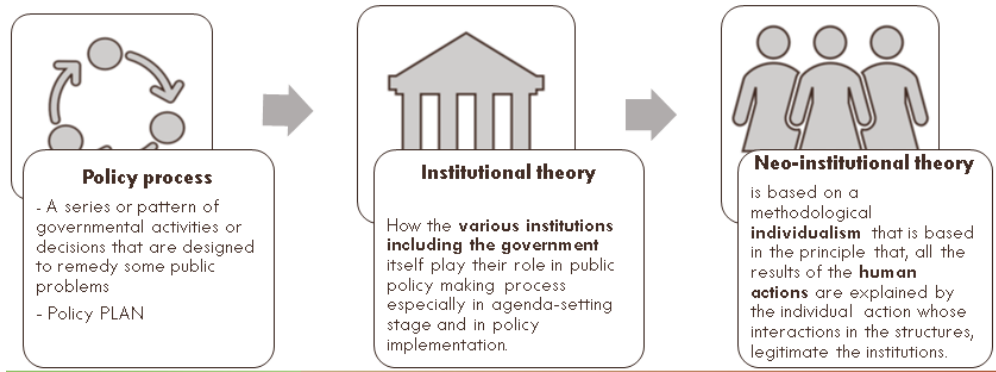 Policy process
- A series or pattern of
governmental activities or
decisions that are designed
to remedy some public
problems
- Policy PLAN
Institutional theory
How the various institutions
including the government
itself play their role in public
policy making process
especially in agenda-setting
stage and in policy
implementation.
Neo-institutional theory
is based on a
methodological
individualism that is based
in the principle that, all the
results of the human
actions are explained by
the individual action whose
interactions in the structures,
legitimate the institutions.